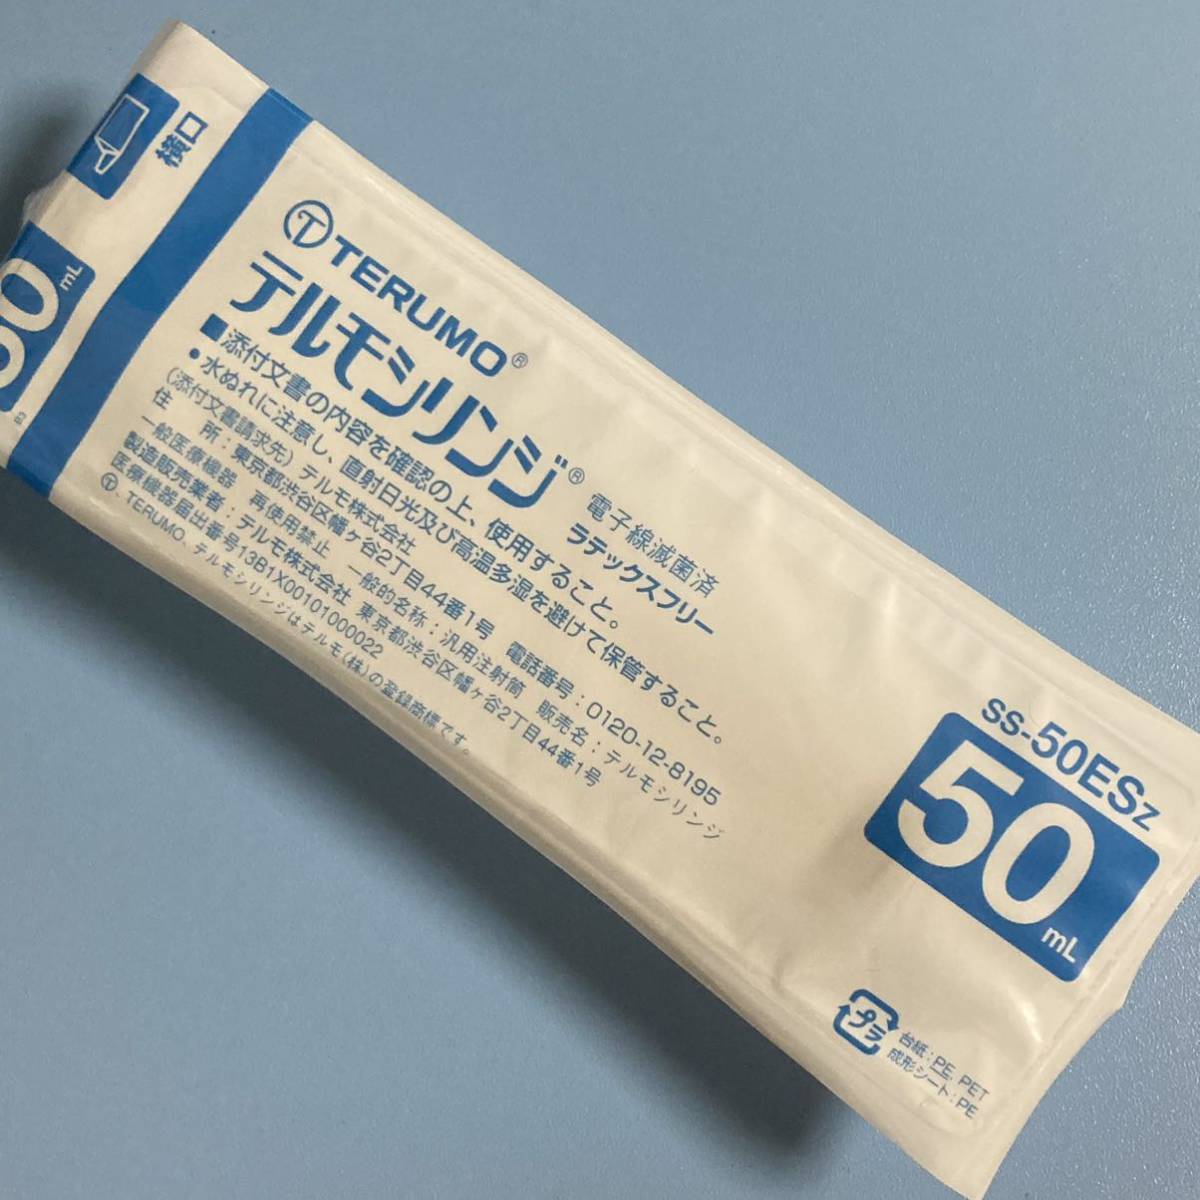 横口
50
mL
TERUMO®
テルモシリンジ®
電子線滅菌済
ラテックスフリー
■添付文書の内容を確認の上、使用すること。
●水ぬれに注意し、直射日光及び高温多湿を避けて保管すること。
(添付文書請求先)テルモ株式会社
住 所:東京都渋谷区幡ヶ谷2丁目44番1号 電話番号:0120-12-8195
一般医療機器 再使用禁止 一般的名称:汎用注射筒 販売名:テルモシリンジ
製造販売業者:テルモ株式会社 東京都渋谷区幡ヶ谷2丁目44番1号
医療機器届出番号13B1X00101000022
Ⓣ、TERUMO、テルモシリンジはテルモ(株)の登録商標です。
SS-50ESz
50
mL
プラ
台紙:PE, PET
成形シート:PE